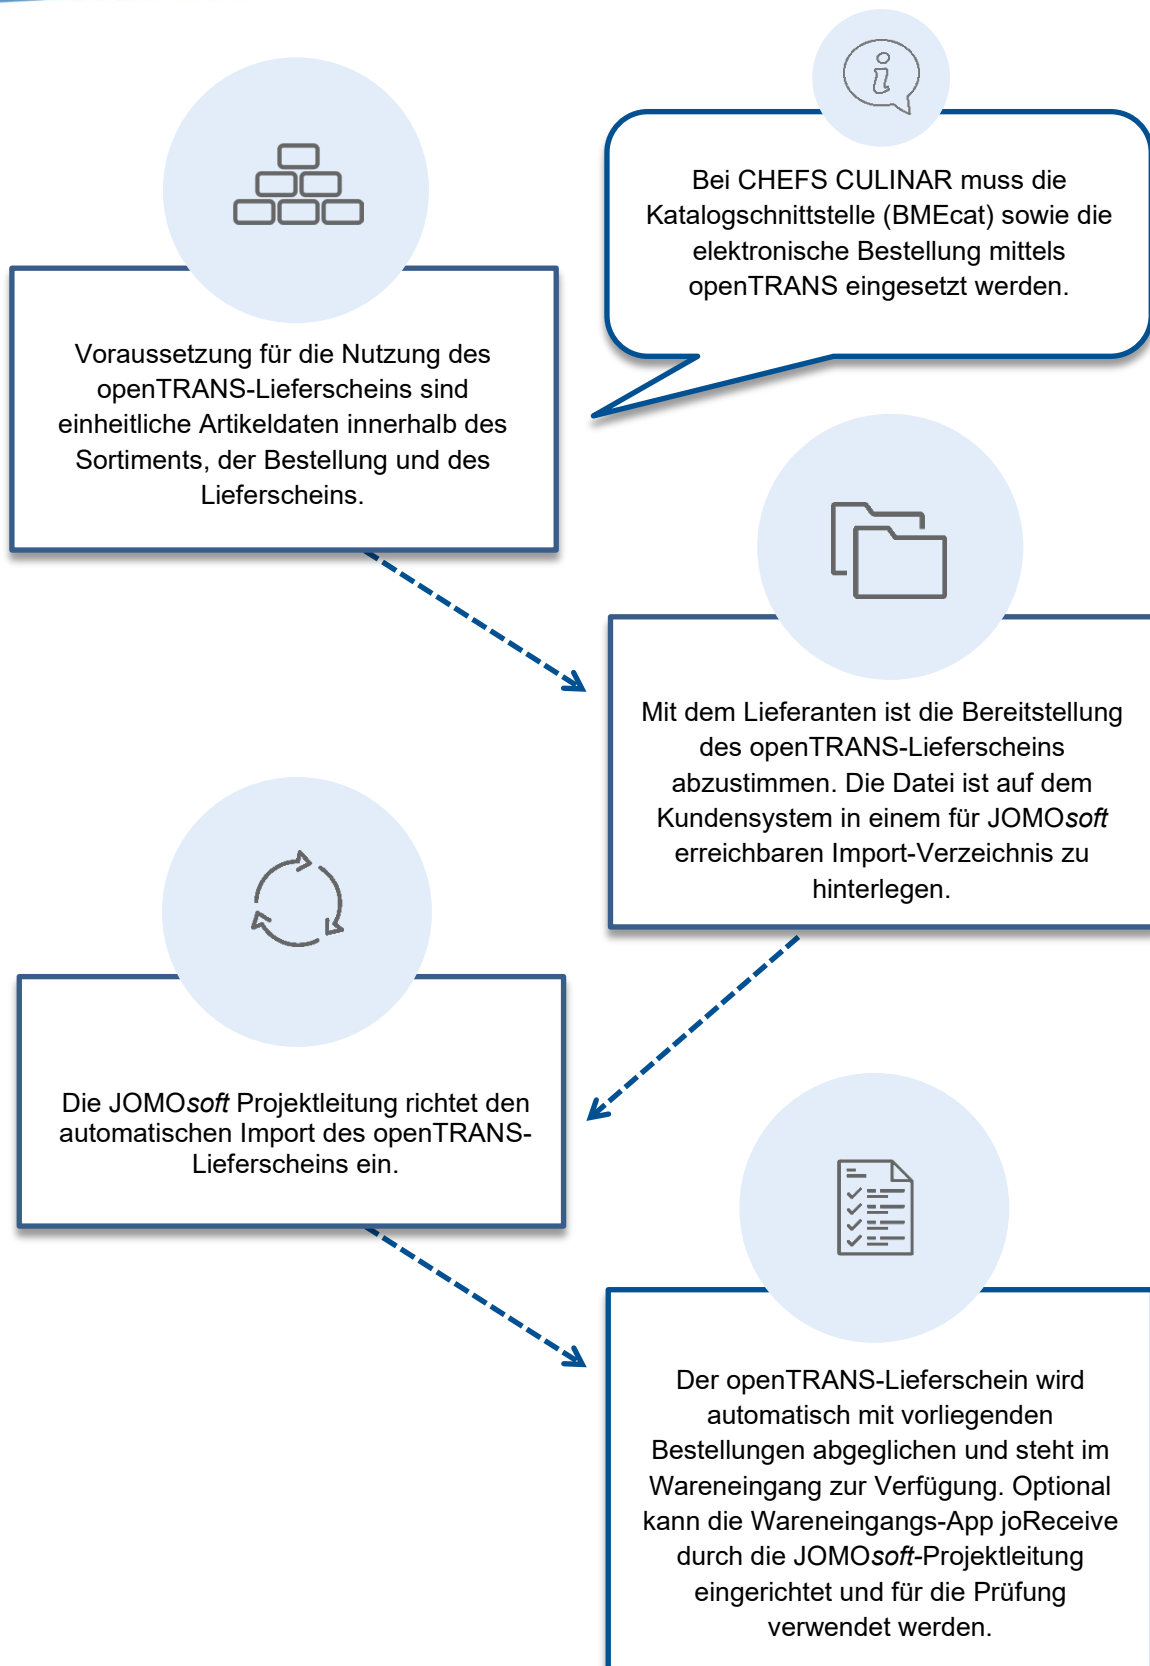 Bei CHEFS CULINAR muss die
Katalogschnittstelle (BMEcat) sowie die
elektronische Bestellung mittels
openTRANS eingesetzt werden.
Voraussetzung für die Nutzung des
openTRANS-Lieferscheins sind
einheitliche Artikeldaten innerhalb des
Sortiments, der Bestellung und des
Lieferscheins.
Mit dem Lieferanten ist die Bereitstellung
des openTRANS-Lieferscheins
abzustimmen. Die Datei ist auf dem
Kundensystem in einem für JOMOsoft
erreichbaren Import-Verzeichnis zu
hinterlegen.
Die JOMOsoft Projektleitung richtet den
automatischen Import des openTRANS-
Lieferscheins ein.
Der openTRANS-Lieferschein wird
automatisch mit vorliegenden
Bestellungen abgeglichen und steht im
Wareneingang zur Verfügung. Optional
kann die Wareneingangs-App joReceive
durch die JOMOsoft-Projektleitung
eingerichtet und für die Prüfung
verwendet werden.